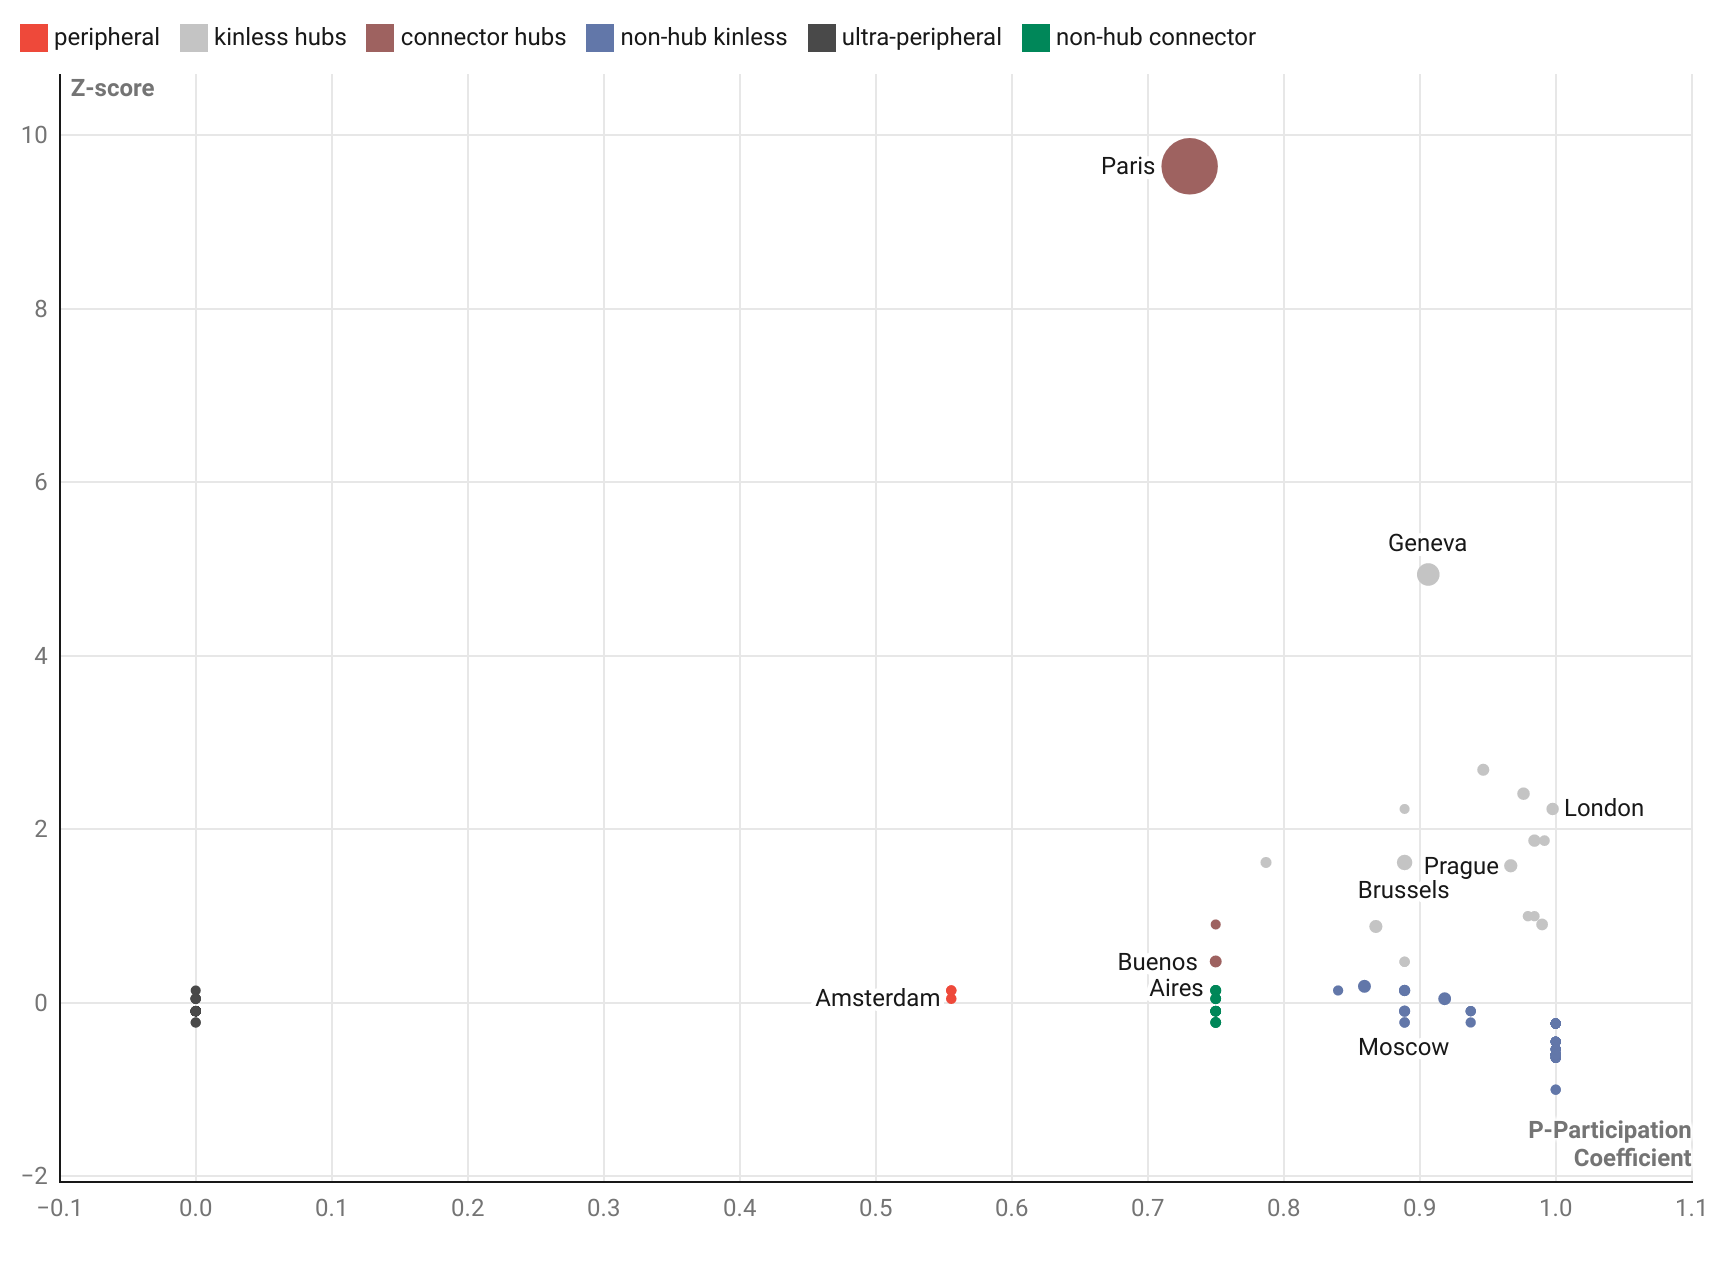 peripheral kinless hubs connector hubs non-hub kinless ultra-peripheral non-hub connector
Z-score
10
Paris
8
6
Geneva
4
2
London
Prague
Brussels
Buenos
Aires
Amsterdam
0
Moscow
P-Participation
Coefficient
−2
−0.1 0.0 0.1 0.2 0.3 0.4 0.5 0.6 0.7 0.8 0.9 1.0 1.1